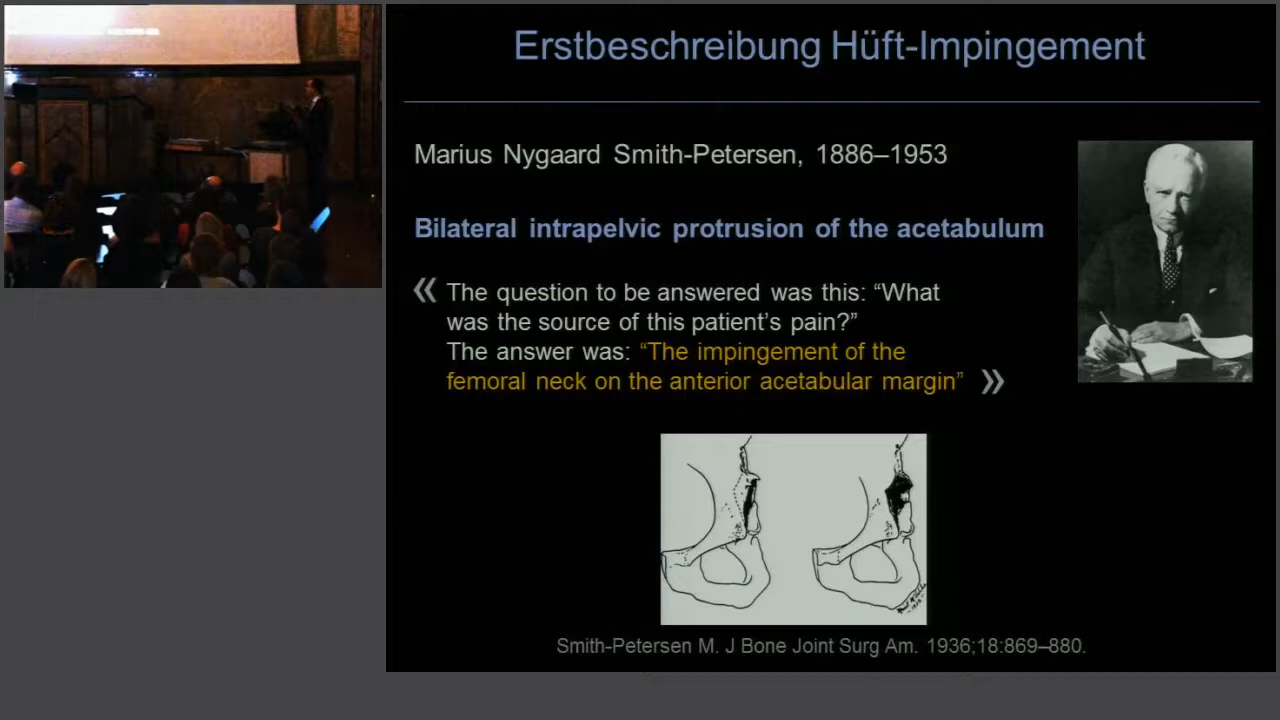 Erstbeschreibung Hüft-Impingement
Marius Nygaard Smith-Petersen, 1886–1953
Bilateral intrapelvic protrusion of the acetabulum
« The question to be answered was this: “What
was the source of this patient’s pain?”
The answer was: “The impingement of the
femoral neck on the anterior acetabular margin” »
Smith-Petersen M. J Bone Joint Surg Am. 1936;18:869–880.